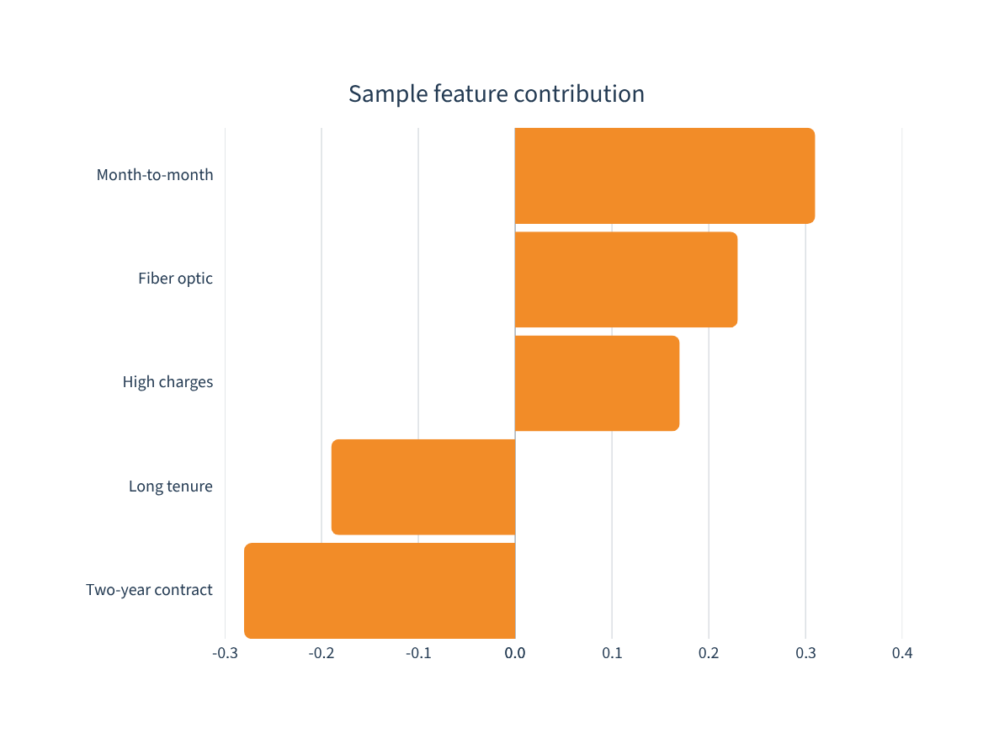 Sample feature contribution
Month-to-month
Fiber optic
High charges
Long tenure
Two-year contract
-0.3 -0.2 -0.1 0.0 0.1 0.2 0.3 0.4